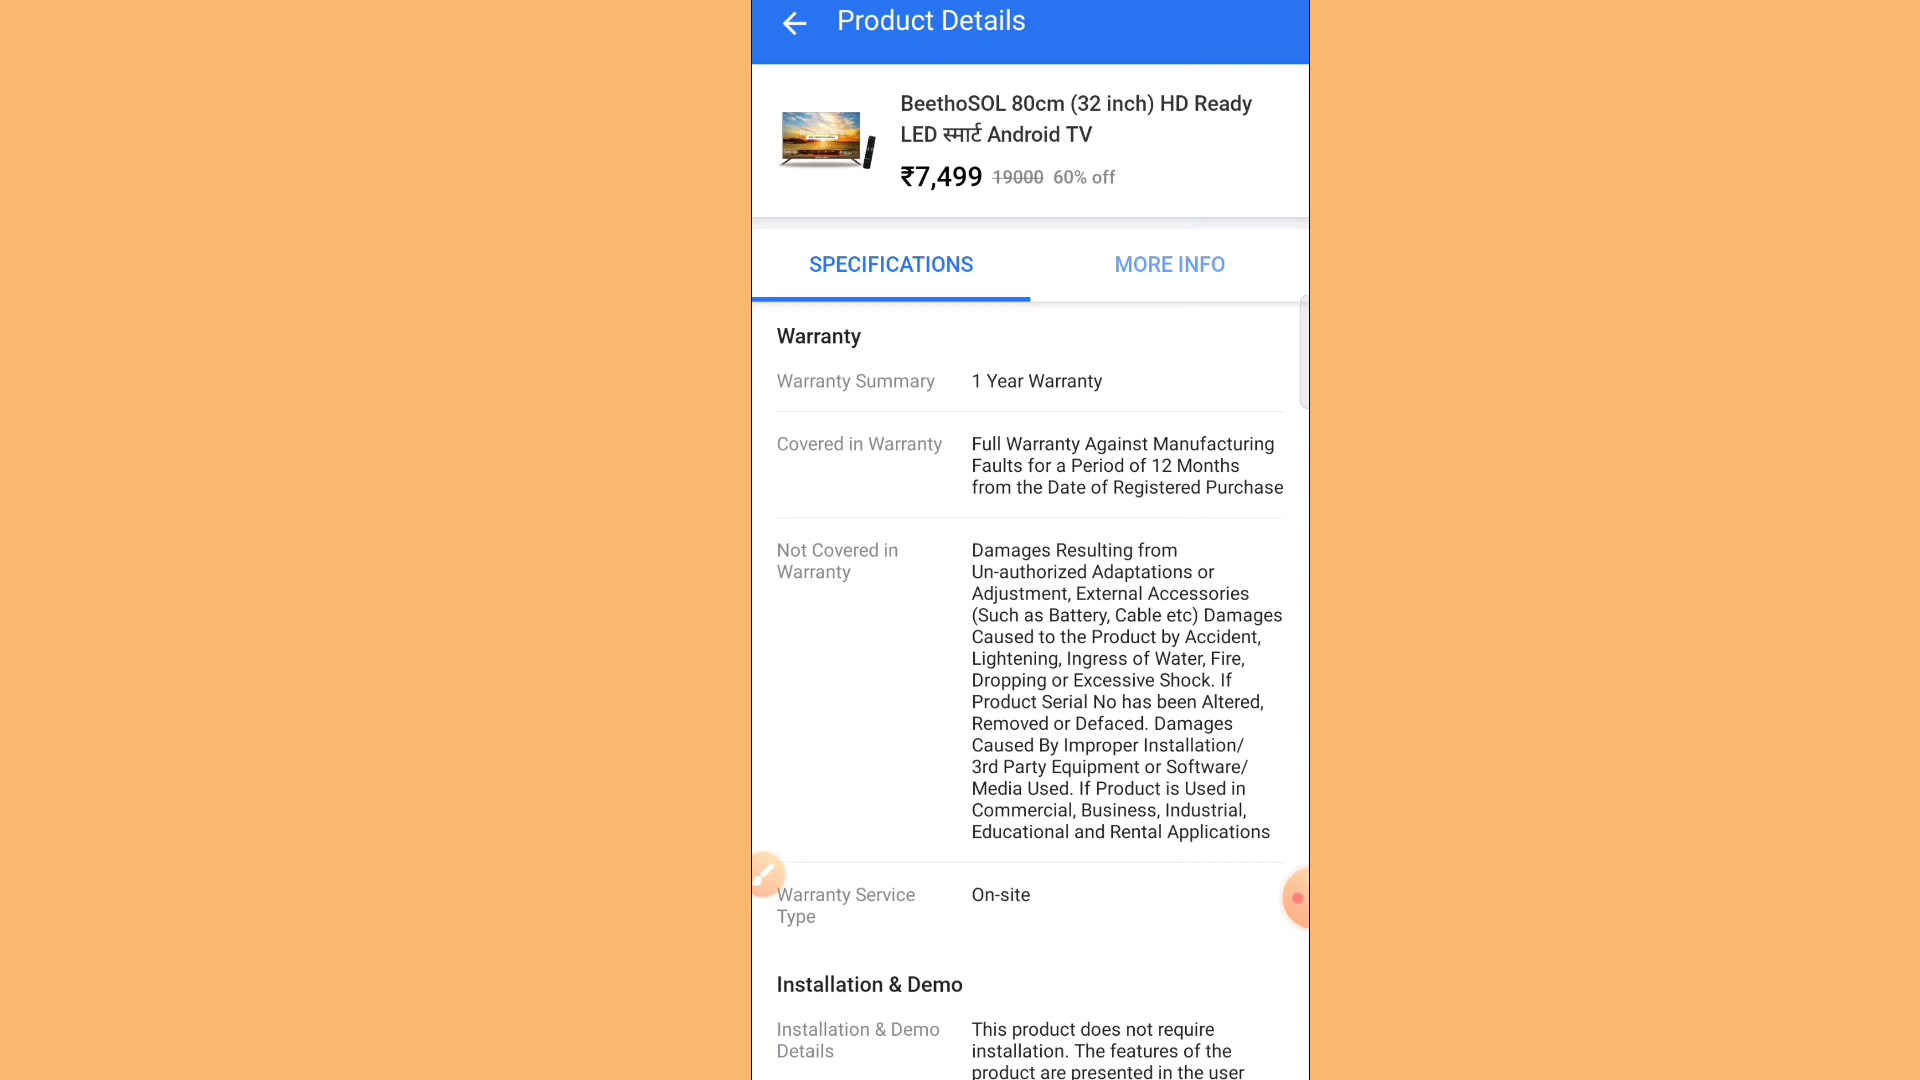 Product Details
BeethoSOL 80cm (32 inch) HD Ready
LED स्मार्ट Android TV
₹7,499 19000 60% off
SPECIFICATIONS
MORE INFO
Warranty
Warranty Summary
1 Year Warranty
Covered in Warranty
Full Warranty Against Manufacturing
Faults for a Period of 12 Months
from the Date of Registered Purchase
Not Covered in
Warranty
Damages Resulting from
Un-authorized Adaptations or
Adjustment, External Accessories
(Such as Battery, Cable etc) Damages
Caused to the Product by Accident,
Lightening, Ingress of Water, Fire,
Dropping or Excessive Shock. If
Product Serial No has been Altered,
Removed or Defaced. Damages
Caused By Improper Installation/
3rd Party Equipment or Software/
Media Used. If Product is Used in
Commercial, Business, Industrial,
Educational and Rental Applications
Warranty Service
Type
On-site
Installation & Demo
Installation & Demo
Details
This product does not require
installation. The features of the
product are presented in the user